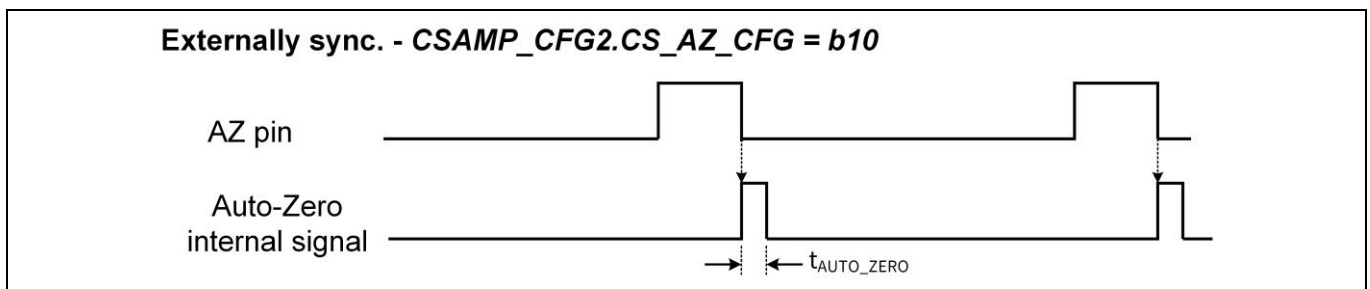 Externally sync. - CSAMP_CFG2.CS_AZ_CFG = b10
AZ pin
Auto-Zero
internal signal
tAUTO_ZERO